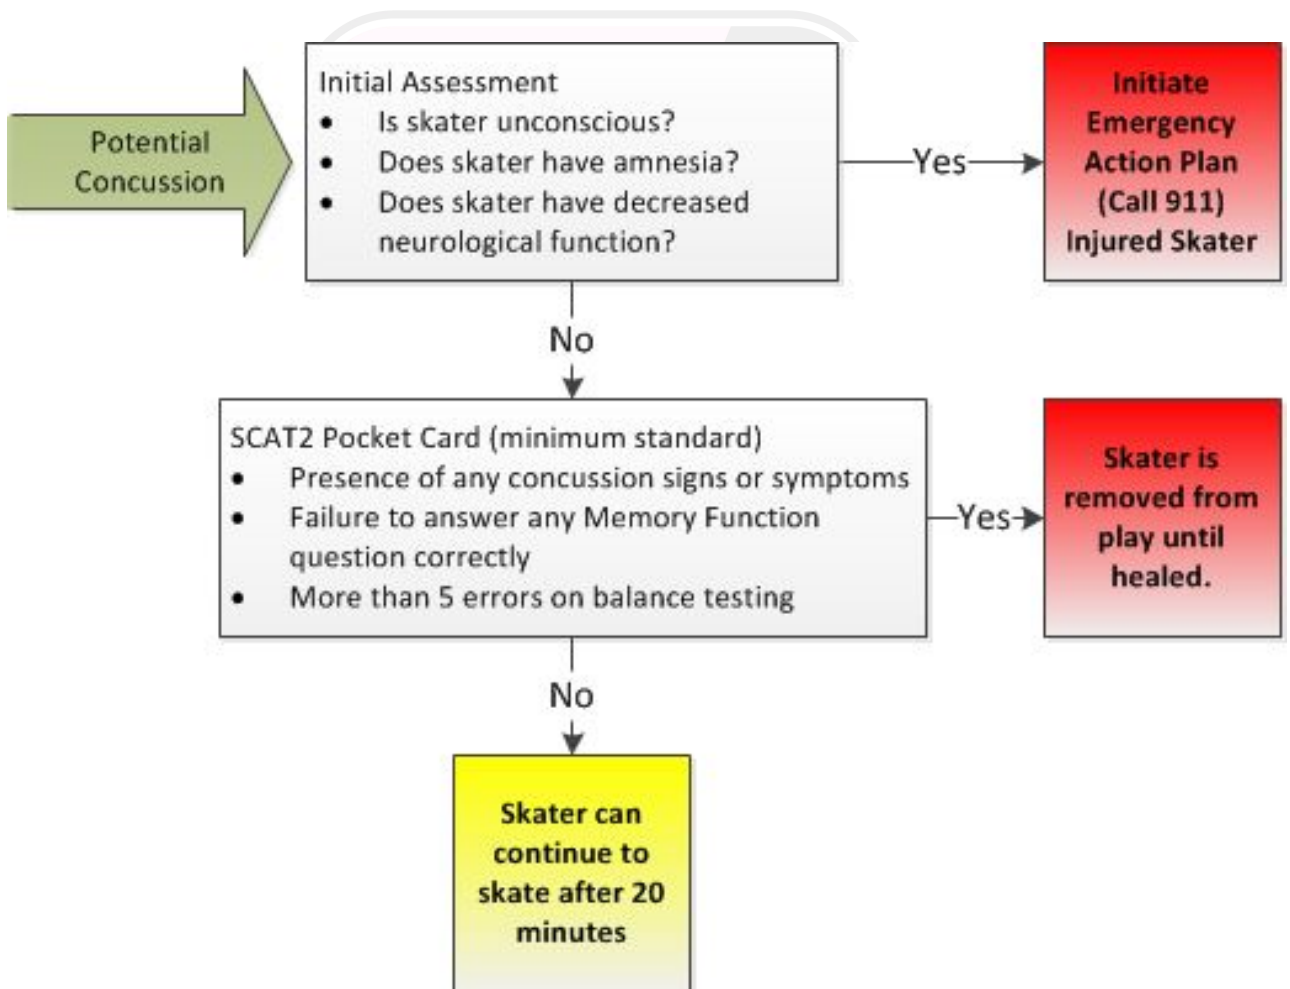 Potential
Concussion
Initial Assessment
• Is skater unconscious?
• Does skater have amnesia?
• Does skater have decreased
neurological function?
Yes
Initiate
Emergency
Action Plan
(Call 911)
Injured Skater
No
SCAT2 Pocket Card (minimum standard)
• Presence of any concussion signs or symptoms
• Failure to answer any Memory Function
question correctly
• More than 5 errors on balance testing
Yes
Skater is
removed from
play until
healed.
No
Skater can
continue to
skate after 20
minutes